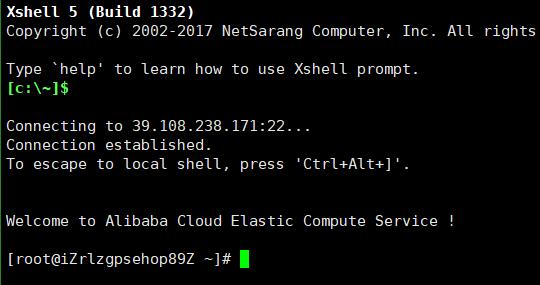 Xshell 5 (Build 1332)
Copyright (c) 2002-2017 NetSarang Computer, Inc. All rights
Type `help' to learn how to use Xshell prompt.
[c:\~]$
Connecting to 39.108.238.171:22...
Connection established.
To escape to local shell, press 'Ctrl+Alt+]'.
Welcome to Alibaba Cloud Elastic Compute Service !
[root@iZrlzgpsehop89Z ~]#